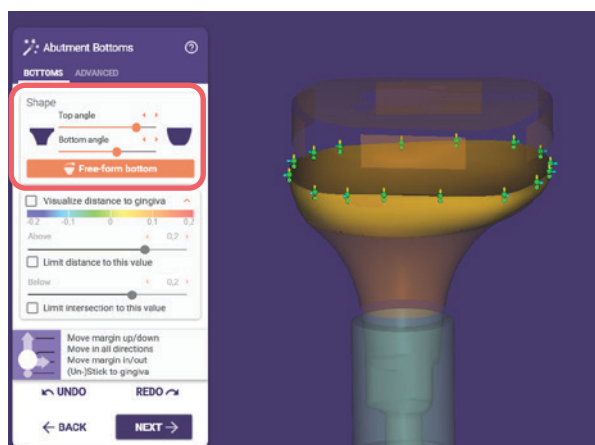 Abutment Bottoms
BOTTOMS ADVANCED
Shape
Top angle
Bottom angle
Free-form bottom
Visualize distance to gingiva
-0.2 -0.1 0 0.1 0.2
Above 0,2
Limit distance to this value
Below 0,2
Limit intersection to this value
Move margin up/down
Move in all directions
Move margin in/out
(Un-)Stick to gingiva
UNDO REDO
BACK NEXT